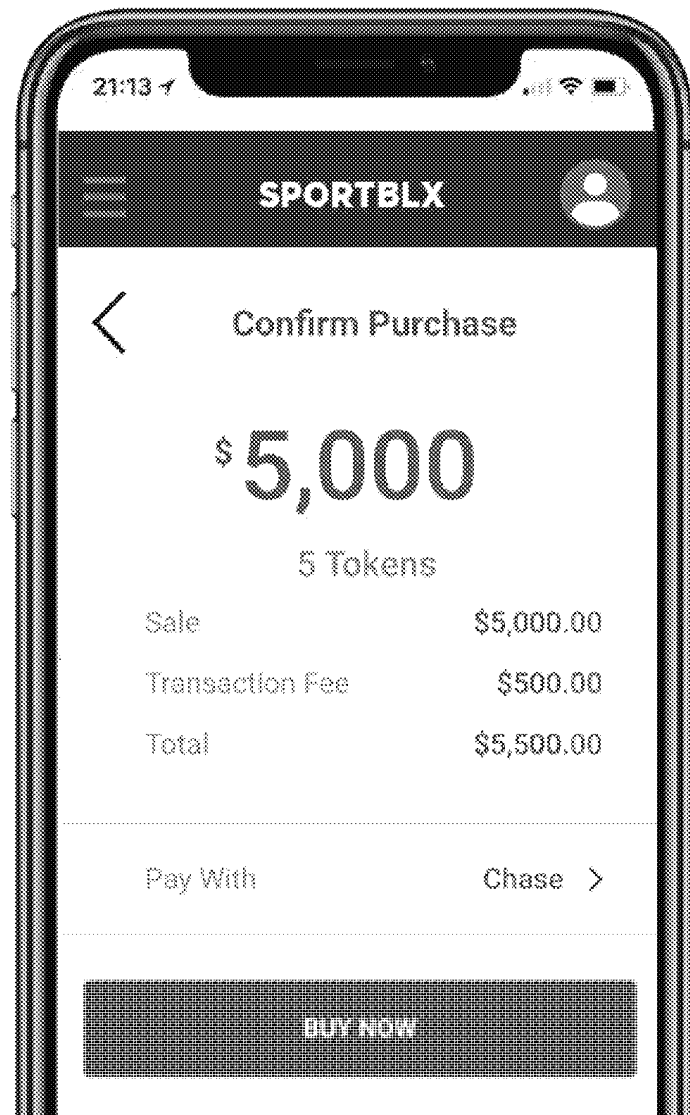 21:13
SPORTBLX
Confirm Purchase
$5,000
5 Tokens
Sale $5,000.00
Transaction Fee $500.00
Total $5,500.00
Pay With Chase >
BUY NOW